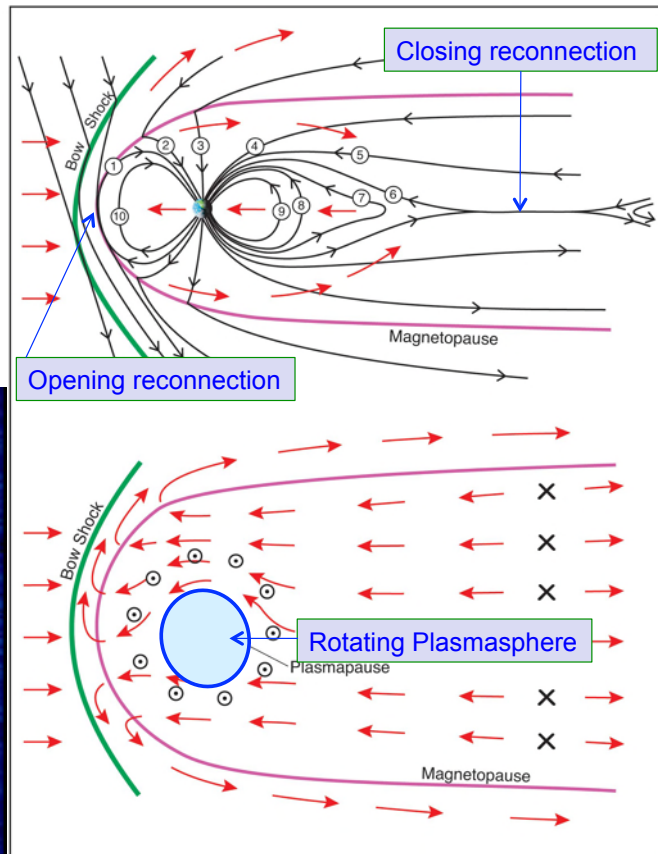 Closing reconnection
Bow Shock
1
2
3
4
5
6
7
8
9
10
Magnetopause
Opening reconnection
Bow Shock
Rotating Plasmasphere
Plasmapause
Magnetopause